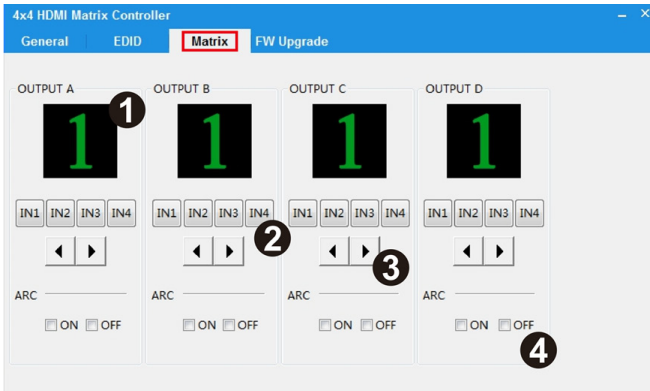 4x4 HDMI Matrix Controller
General EDID Matrix FW Upgrade
OUTPUT A OUTPUT B OUTPUT C OUTPUT D
1
1 1 1 1
IN1 IN2 IN3 IN4 IN1 IN2 IN3 IN4 IN1 IN2 IN3 IN4 IN1 IN2 IN3 IN4
2
3
ARC ARC ARC ARC
ON OFF ON OFF ON OFF ON OFF
4